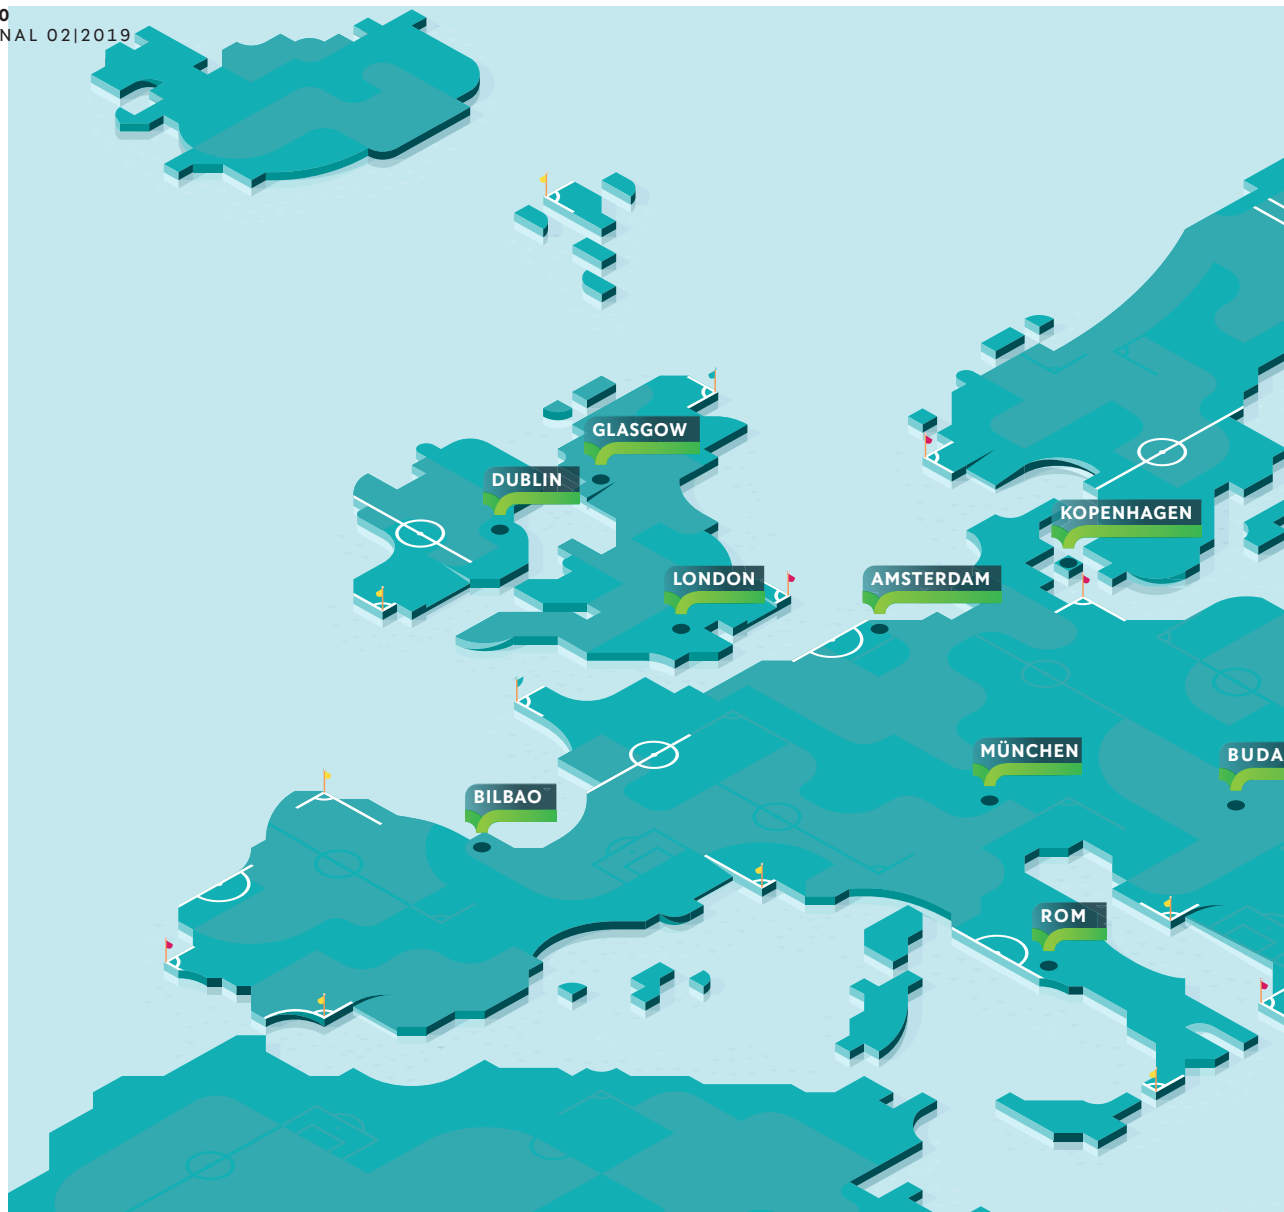 0
NAL 02|2019
GLASGOW
DUBLIN
KOPENHAGEN
LONDON
AMSTERDAM
MÜNCHEN
BUDA
BILBAO
ROM